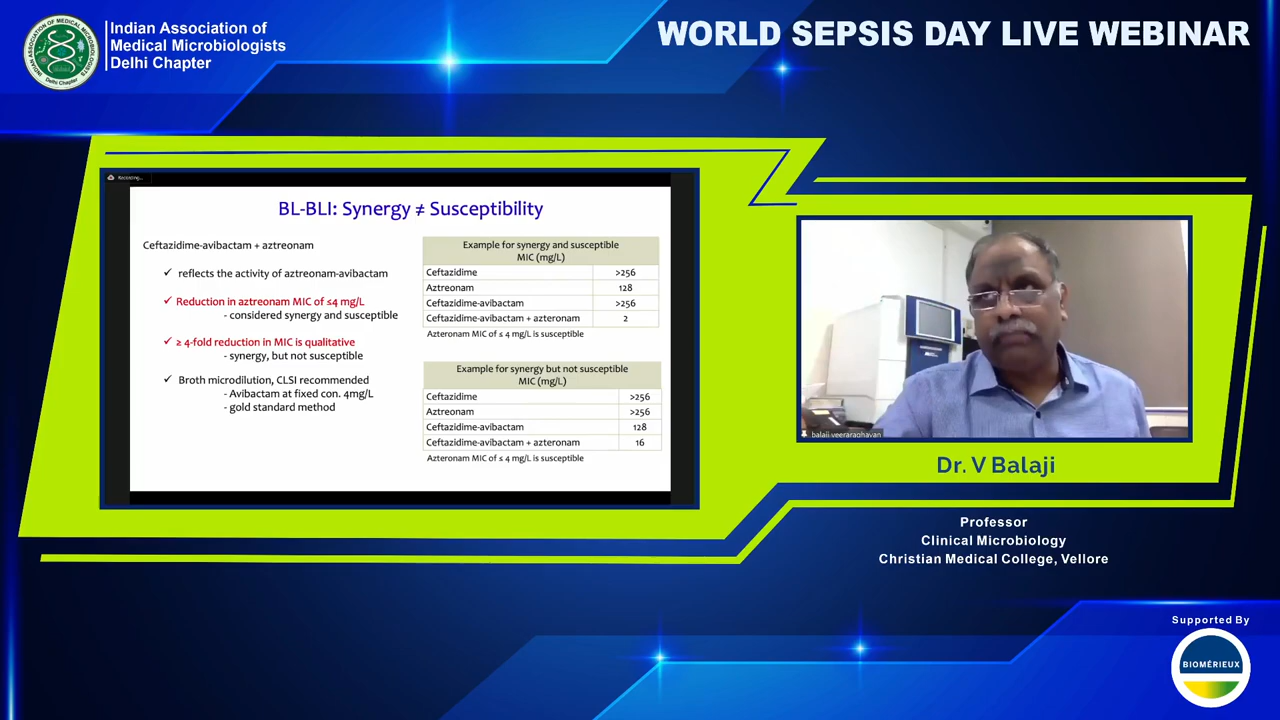 Indian Association of
Medical Microbiologists
Delhi Chapter
WORLD SEPSIS DAY LIVE WEBINAR
Recording...
BL-BLI: Synergy ≠ Susceptibility
Ceftazidime-avibactam + aztreonam
✓ reflects the activity of aztreonam-avibactam
✓ Reduction in aztreonam MIC of ≤4 mg/L
- considered synergy and susceptible
✓ ≥ 4-fold reduction in MIC is qualitative
- synergy, but not susceptible
✓ Broth microdilution, CLSI recommended
- Avibactam at fixed con. 4mg/L
- gold standard method
Example for synergy and susceptible
MIC (mg/L)
Ceftazidime >256
Aztreonam 128
Ceftazidime-avibactam >256
Ceftazidime-avibactam + azteronam 2
Azteronam MIC of ≤ 4 mg/L is susceptible
Example for synergy but not susceptible
MIC (mg/L)
Ceftazidime >256
Aztreonam >256
Ceftazidime-avibactam 128
Ceftazidime-avibactam + azteronam 16
Azteronam MIC of ≤ 4 mg/L is susceptible
balaji veeraraghavan
Dr. V Balaji
Professor
Clinical Microbiology
Christian Medical College, Vellore
Supported By
BIOMÉRIEUX